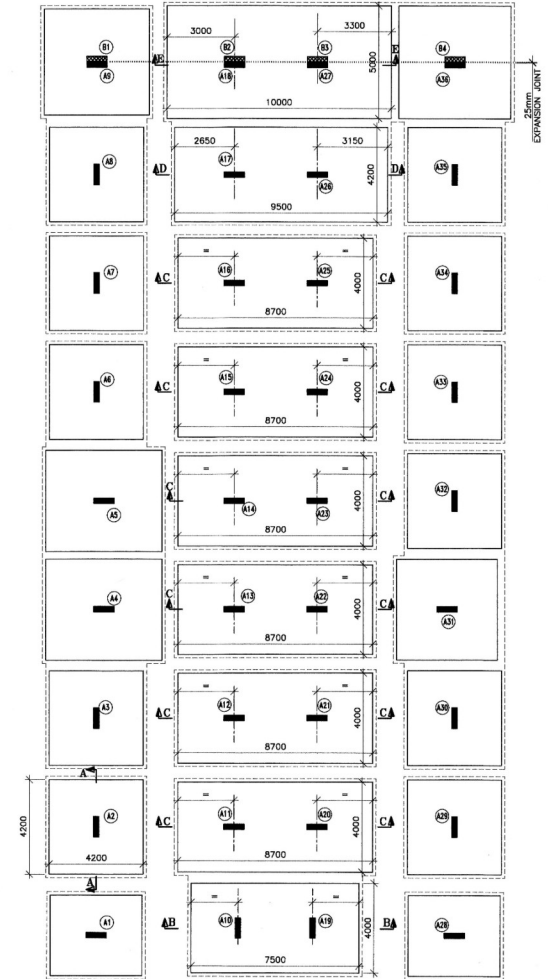 B1 B2 B3 B4
A9 A18 A27 A36
E E
3000 3300
5000
10000
25mm
EXPANSION JOINT
A8 A17 A26 A35
D D
2650 3150
4200
9500
A7 A16 A25 A34
C C
= =
4000
8700
A6 A15 A24 A33
C C
= =
4000
8700
A5 A14 A23 A32
C C
= =
4000
8700
A4 A13 A22 A31
C C
= =
4000
8700
A3 A12 A21 A30
C C
= =
4000
8700
A
A2 A11 A20 A29
C C
= =
4200 4000
4200 8700
A
A1 A10 A19 A28
B B
= =
4000
7500